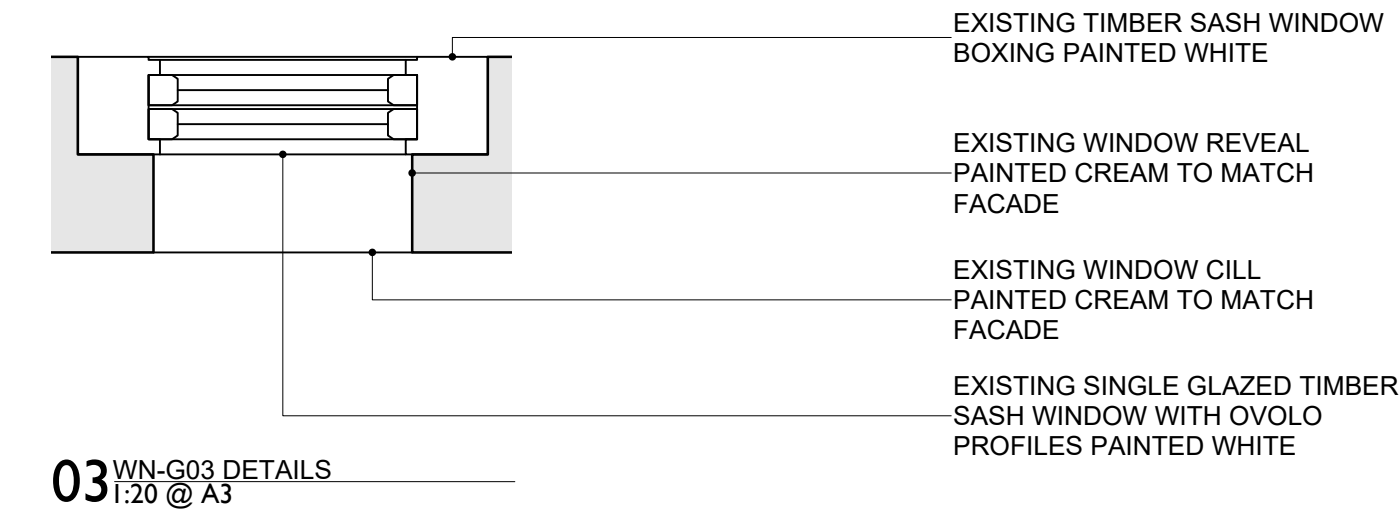 EXISTING TIMBER SASH WINDOW
BOXING PAINTED WHITE
EXISTING WINDOW REVEAL
PAINTED CREAM TO MATCH
FACADE
EXISTING WINDOW CILL
PAINTED CREAM TO MATCH
FACADE
EXISTING SINGLE GLAZED TIMBER
SASH WINDOW WITH OVOLO
PROFILES PAINTED WHITE
03 WN-G03 DETAILS
1:20 @ A3